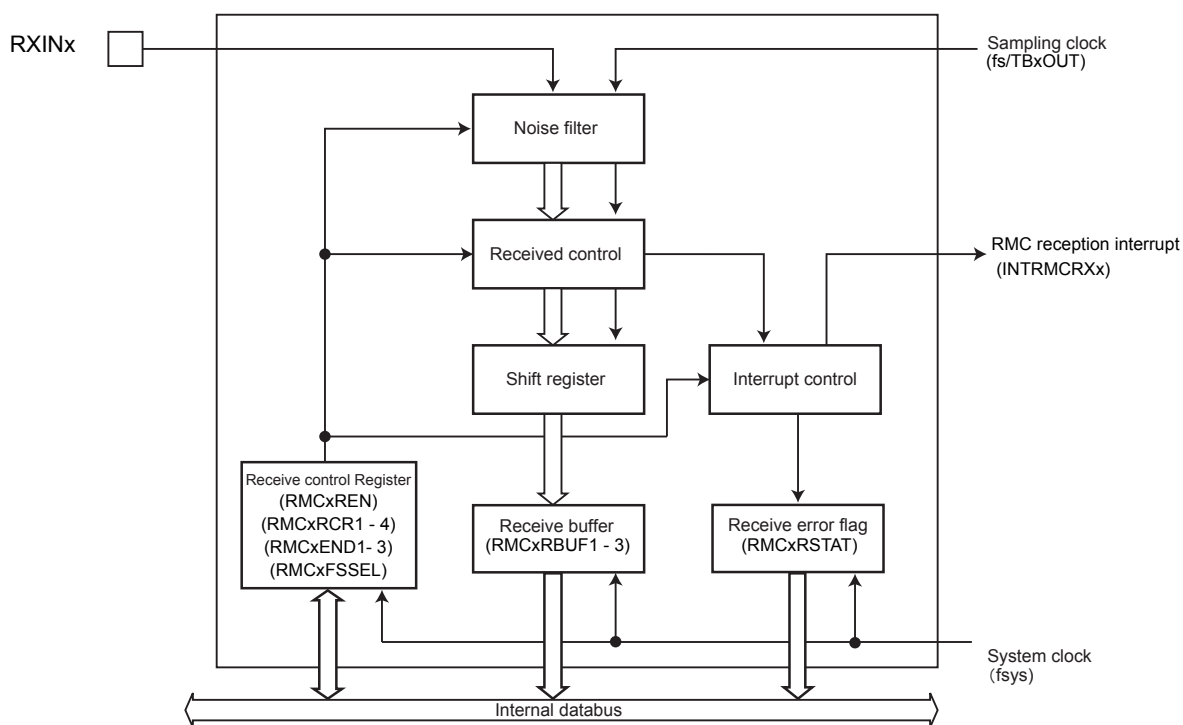 RXINx
Sampling clock
(fs/TBxOUT)
Noise filter
Received control
RMC reception interrupt
(INTRMCRXx)
Shift register
Interrupt control
Receive control Register
(RMCxREN)
(RMCxRCR1 - 4)
(RMCxEND1- 3)
(RMCxFSSEL)
Receive buffer
(RMCxRBUF1 - 3)
Receive error flag
(RMCxRSTAT)
System clock
(fsys)
Internal databus